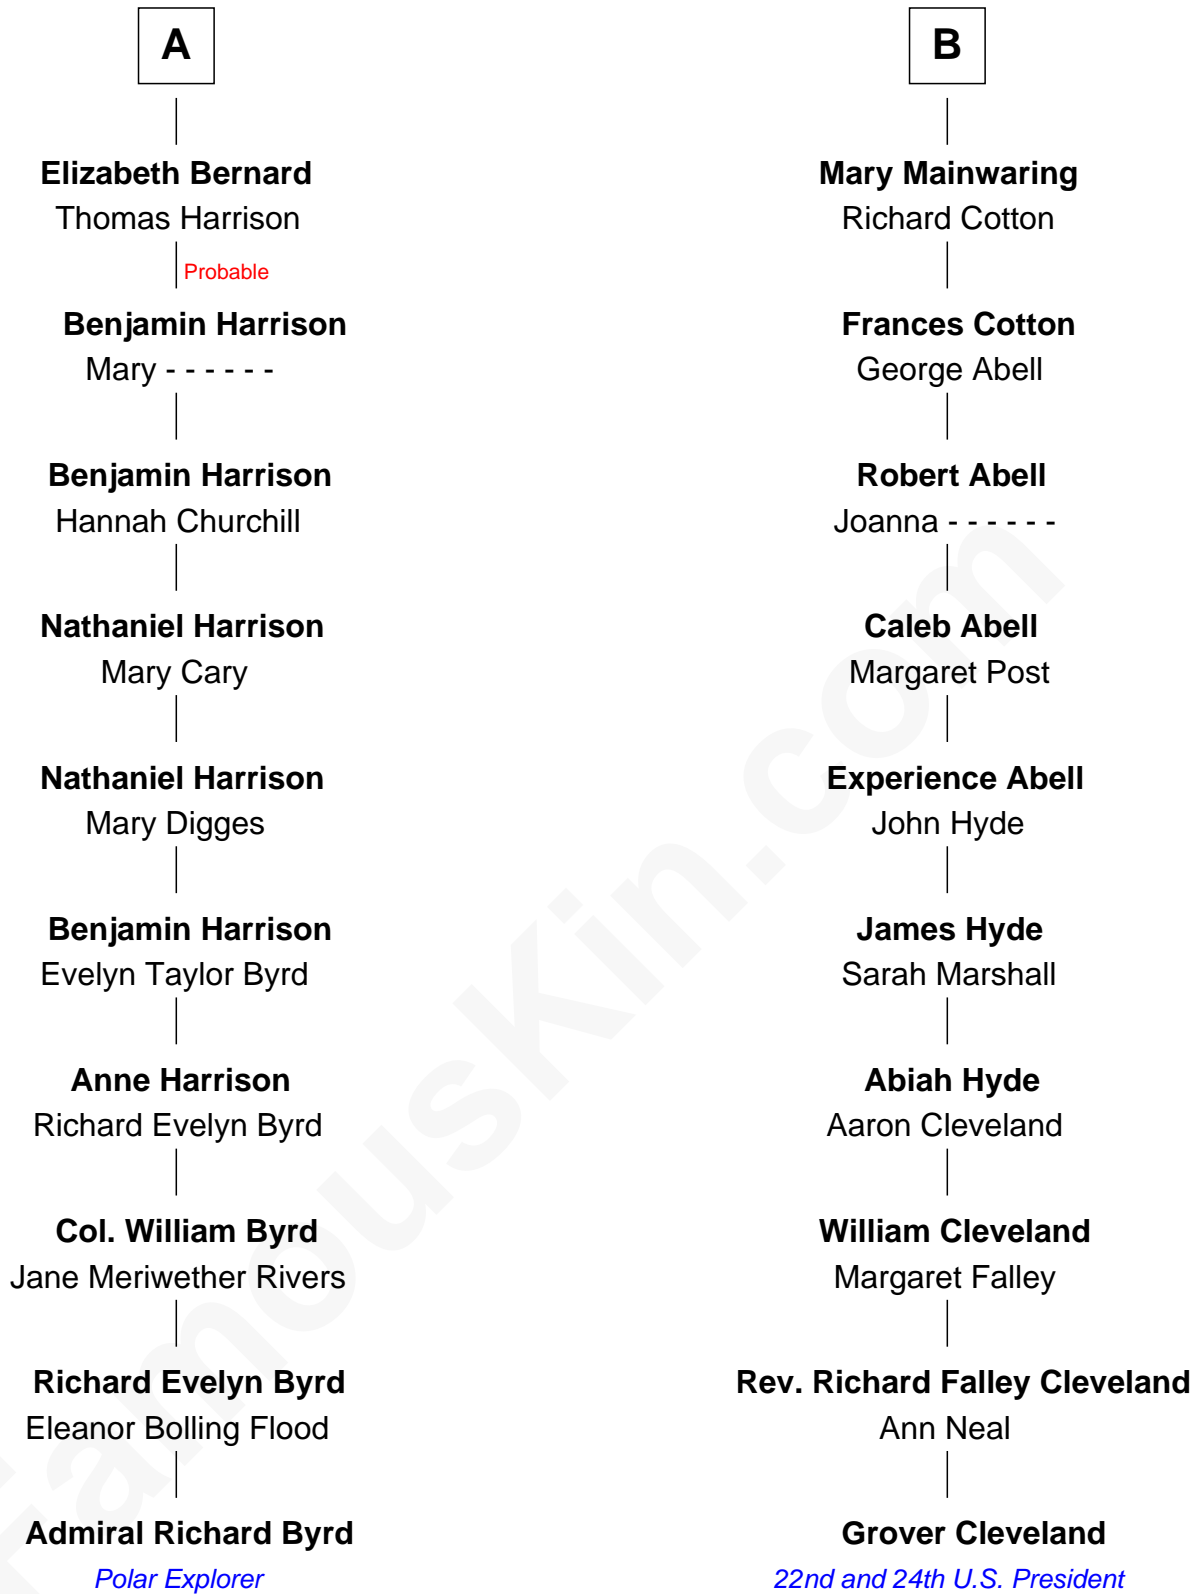 A
B
Elizabeth Bernard
Mary Mainwaring
Thomas Harrison
Richard Cotton
Probable
Benjamin Harrison
Frances Cotton
Mary - - - - - -
George Abell
Benjamin Harrison
Robert Abell
Hannah Churchill
Joanna - - - - - -
Nathaniel Harrison
Caleb Abell
Mary Cary
Margaret Post
Nathaniel Harrison
Experience Abell
Mary Digges
John Hyde
Benjamin Harrison
James Hyde
Evelyn Taylor Byrd
Sarah Marshall
Anne Harrison
Abiah Hyde
Richard Evelyn Byrd
Aaron Cleveland
Col. William Byrd
William Cleveland
Jane Meriwether Rivers
Margaret Falley
Richard Evelyn Byrd
Rev. Richard Falley Cleveland
Eleanor Bolling Flood
Ann Neal
Admiral Richard Byrd
Grover Cleveland
Polar Explorer
22nd and 24th U.S. President
FamousKin.com